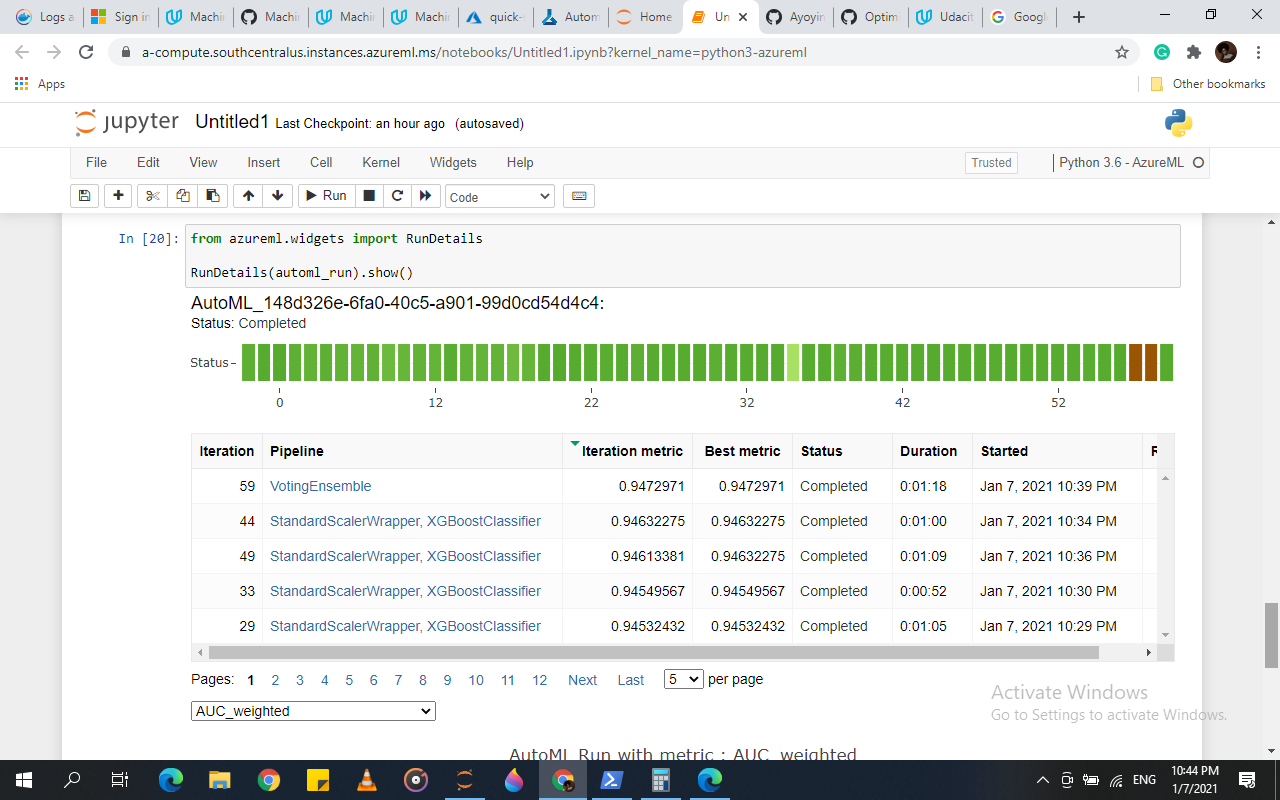 Logs a
Sign in
Machin
Machin
Machin
Machin
quick-
Autom
Home
Un
Ayoyin
Optim
Udacit
Googl
a-compute.southcentralus.instances.azureml.ms/notebooks/Untitled1.ipynb?kernel_name=python3-azureml
Apps
Other bookmarks
jupyter Untitled1 Last Checkpoint: an hour ago (autosaved)
File Edit View Insert Cell Kernel Widgets Help Trusted Python 3.6 - AzureML
Run Code
In [20]: from azureml.widgets import RunDetails
RunDetails(automl_run).show()
AutoML_148d326e-6fa0-40c5-a901-99d0cd54d4c4:
Status: Completed
Status
0 12 22 32 42 52
Iteration Pipeline Iteration metric Best metric Status Duration Started R
59 VotingEnsemble 0.9472971 0.9472971 Completed 0:01:18 Jan 7, 2021 10:39 PM
44 StandardScalerWrapper, XGBoostClassifier 0.94632275 0.94632275 Completed 0:01:00 Jan 7, 2021 10:34 PM
49 StandardScalerWrapper, XGBoostClassifier 0.94613381 0.94632275 Completed 0:01:09 Jan 7, 2021 10:36 PM
33 StandardScalerWrapper, XGBoostClassifier 0.94549567 0.94549567 Completed 0:00:52 Jan 7, 2021 10:30 PM
29 StandardScalerWrapper, XGBoostClassifier 0.94532432 0.94532432 Completed 0:01:05 Jan 7, 2021 10:29 PM
Pages: 1 2 3 4 5 6 7 8 9 10 11 12 Next Last 5 per page
AUC_weighted
Activate Windows
Go to Settings to activate Windows.
AutoML Run with metric : AUC_weighted
ENG
10:44 PM
1/7/2021